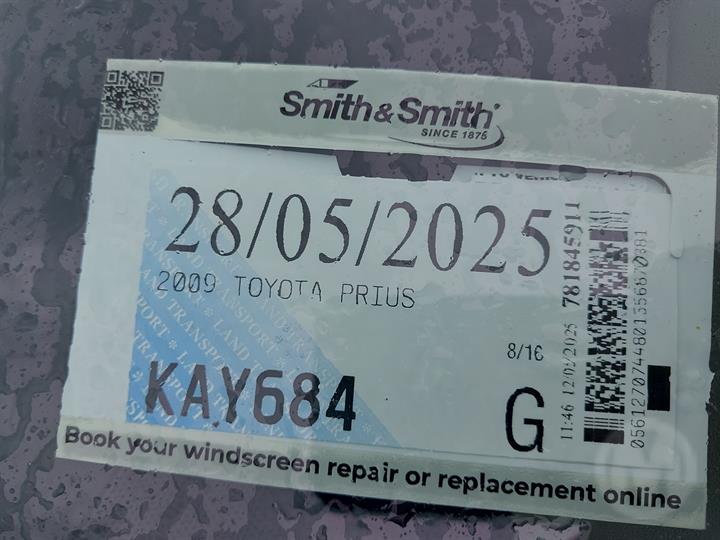 Smith&Smith
SINCE 1875
28/05/2025
2009 TOYOTA PRIUS
8/16
KAY684
G
11:46 12/03/2025 781845911
Book your windscreen repair or replacement online